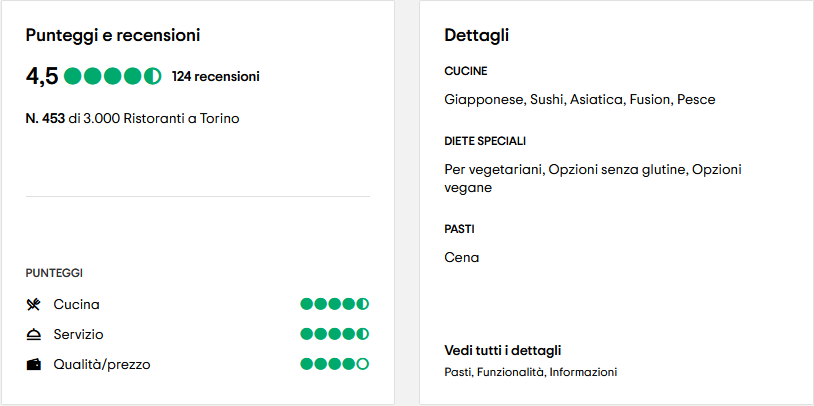 Punteggi e recensioni
4,5 124 recensioni
N. 453 di 3.000 Ristoranti a Torino
PUNTEGGI
Cucina
Servizio
Qualità/prezzo
Dettagli
CUCINE
Giapponese, Sushi, Asiatica, Fusion, Pesce
DIETE SPECIALI
Per vegetariani, Opzioni senza glutine, Opzioni
vegane
PASTI
Cena
Vedi tutti i dettagli
Pasti, Funzionalità, Informazioni